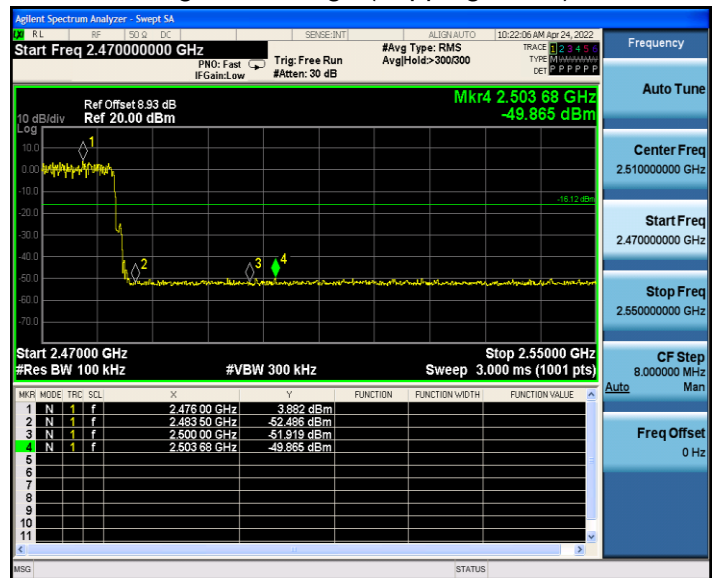 Agilent Spectrum Analyzer - Swept SA
RL RF 50 Ω DC SENSE:INT ALIGNAUTO 10:22:06 AM Apr 24, 2022
Start Freq 2.470000000 GHz
PNO: Fast
IFGain:Low
Trig: Free Run
#Atten: 30 dB
#Avg Type: RMS
Avg|Hold:>300/300
TRACE 1 2 3 4 5 6
TYPE M
DET P P P P P P
Frequency
Auto Tune
Center Freq
2.510000000 GHz
Start Freq
2.470000000 GHz
Stop Freq
2.550000000 GHz
CF Step
8.000000 MHz
Auto Man
Freq Offset
0 Hz
Mkr4 2.503 68 GHz
-49.865 dBm
Ref Offset 8.93 dB
10 dB/div Ref 20.00 dBm
Log
10.0
0.00
-10.0
-20.0
-30.0
-40.0
-50.0
-60.0
-70.0
1
2
3
4
-16.12 dBm
Start 2.47000 GHz Stop 2.55000 GHz
#Res BW 100 kHz #VBW 300 kHz Sweep 3.000 ms (1001 pts)
MKR MODE TRC SCL X Y FUNCTION FUNCTION WIDTH FUNCTION VALUE
1 N 1 f 2.476 00 GHz 3.882 dBm
2 N 1 f 2.483 50 GHz -52.486 dBm
3 N 1 f 2.500 00 GHz -51.919 dBm
4 N 1 f 2.503 68 GHz -49.865 dBm
5
6
7
8
9
10
11
MSG STATUS